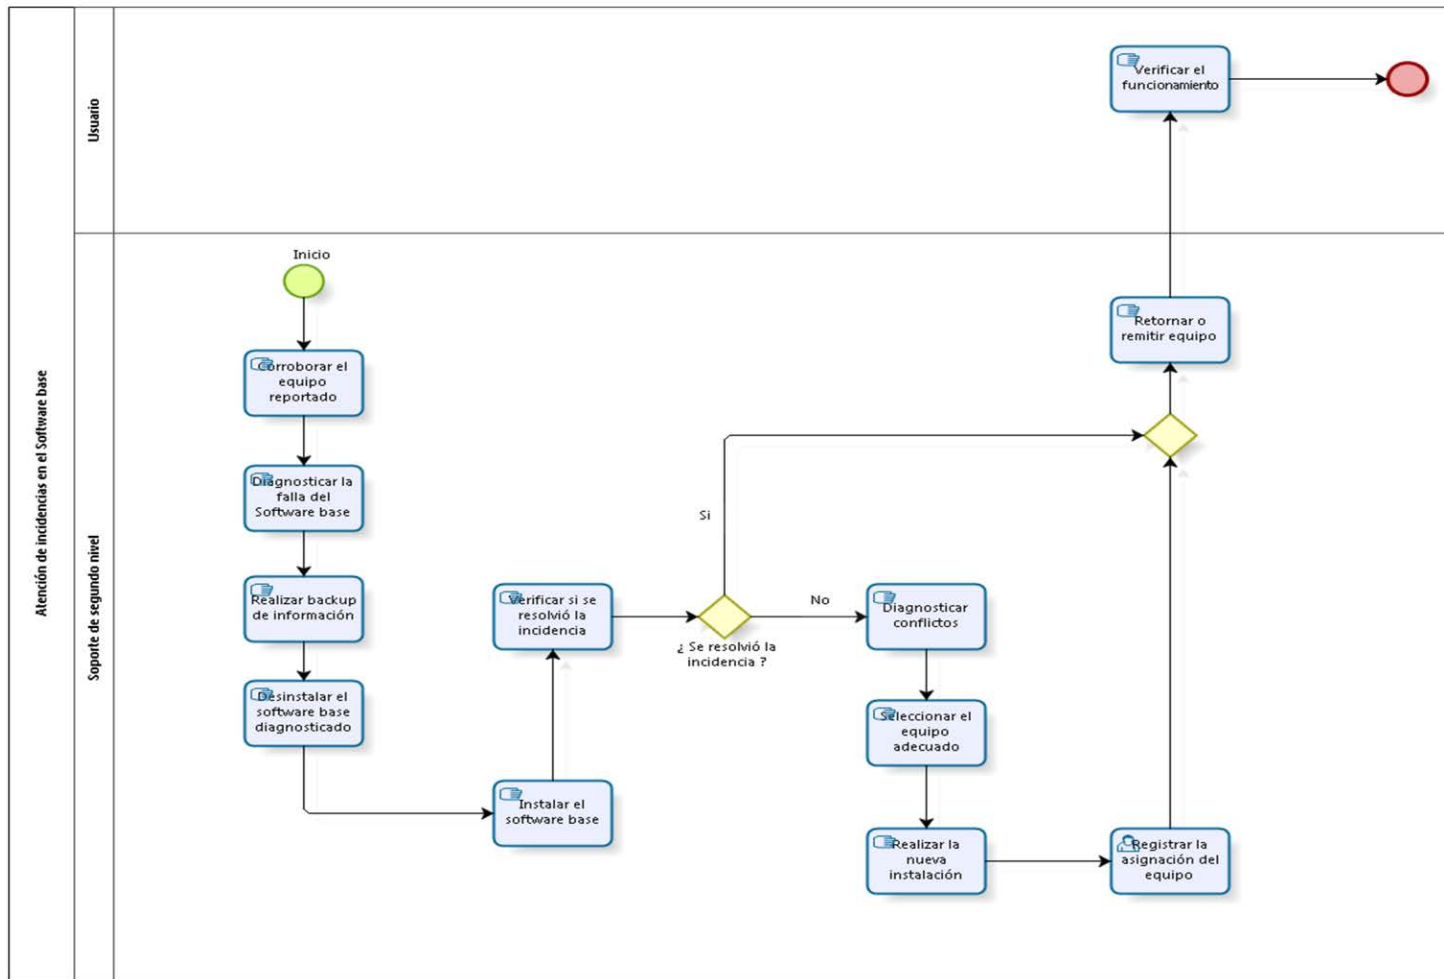 Atención de incidencias en el Software base
Usuario
Verificar el
funcionamiento
Soporte de segundo nivel
Inicio
Corroborar el
equipo
reportado
Diagnosticar la
falla del
Software base
Realizar backup
de información
Desinstalar el
software base
diagnosticado
Instalar el
software base
Verificar si se
resolvió la
incidencia
¿ Se resolvió la
incidencia ?
Si
No
Diagnosticar
conflictos
Seleccionar el
equipo
adecuado
Realizar la
nueva
instalación
Registrar la
asignación del
equipo
Retornar o
remitir equipo